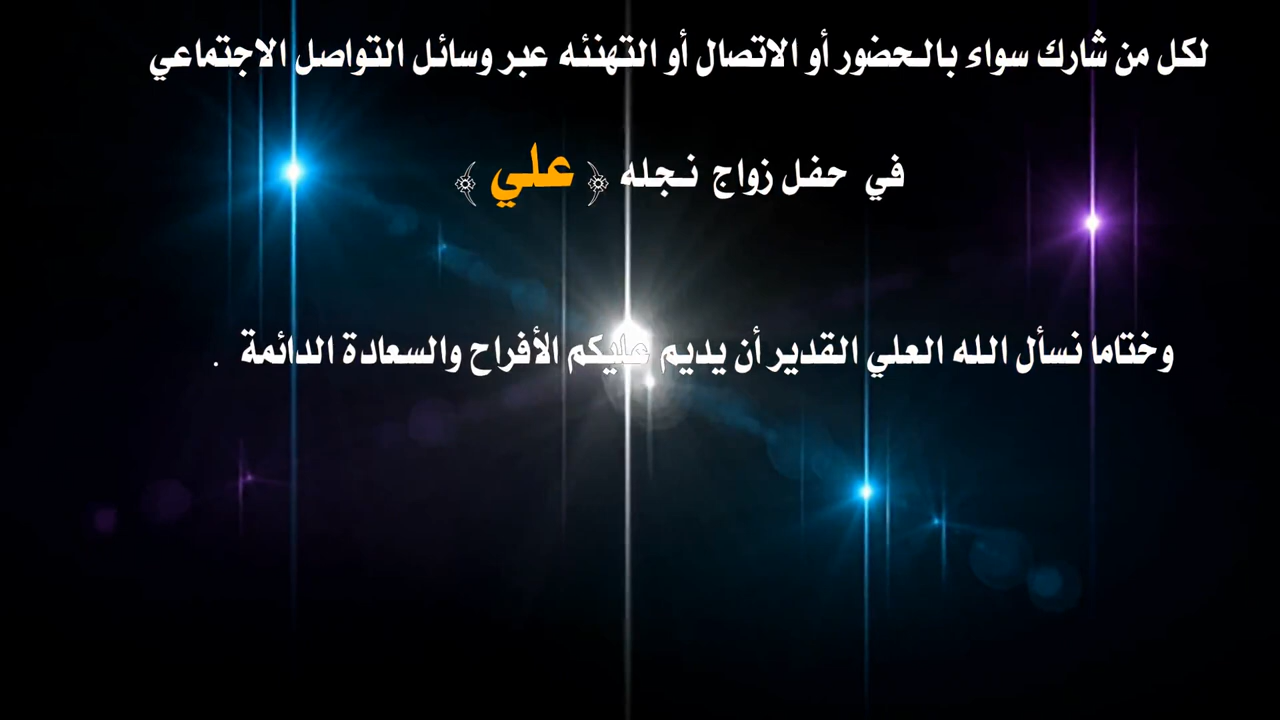 لكل من شارك سواء بالحضور أو الاتصال أو التهنئه عبر وسائل التواصل الاجتماعي
في حفل زواج نجله ﴿ علي ﴾
وختاما نسأل الله العلي القدير أن يديم عليكم الأفراح والسعادة الدائمة .